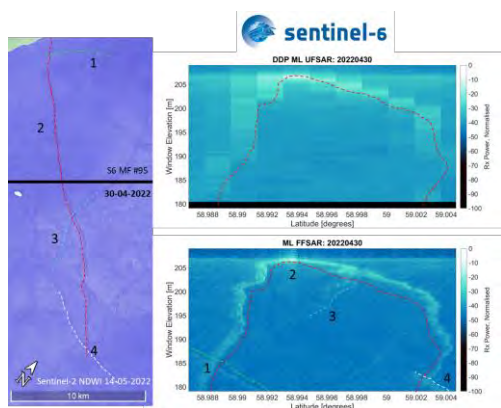 sentinel-6
1
2
S6 MF #95
30-04-2022
3
4
N
Sentinel-2 NDWI 14-05-2022
10 km
DDP ML UFSAR: 20220430
Window Elevation [m]
205
200
195
190
185
180
58.988 58.99 58.992 58.994 58.996 58.998 59 59.002 59.004
Latitude [degrees]
0
-10
-20
-30
-40
-50
-60
-70
-80
-90
-100
Rx Power, Normalised
ML FFSAR: 20220430
Window Elevation [m]
205
200
195
190
185
180
2
3
1
4
58.988 58.99 58.992 58.994 58.996 58.998 59 59.002 59.004
Latitude [degrees]
0
-10
-20
-30
-40
-50
-60
-70
-80
-90
-100
Rx Power, Normalised